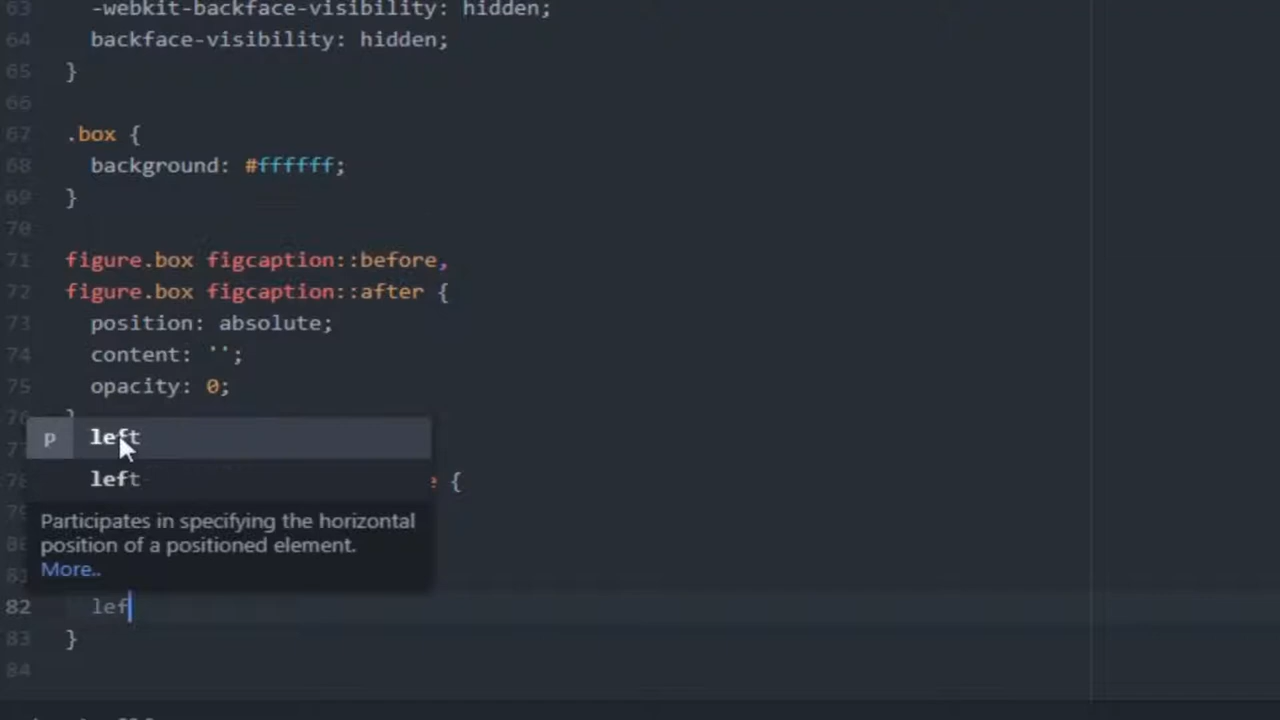 63 -webkit-backface-visibility: hidden;
64 backface-visibility: hidden;
65 }
66
67 .box {
68 background: #ffffff;
69 }
70
71 figure.box figcaption::before,
72 figure.box figcaption::after {
73 position: absolute;
74 content: '';
75 opacity: 0;
76 }
p left
left
78 {
Participates in specifying the horizontal
position of a positioned element.
More..
82 lef
83 }
84